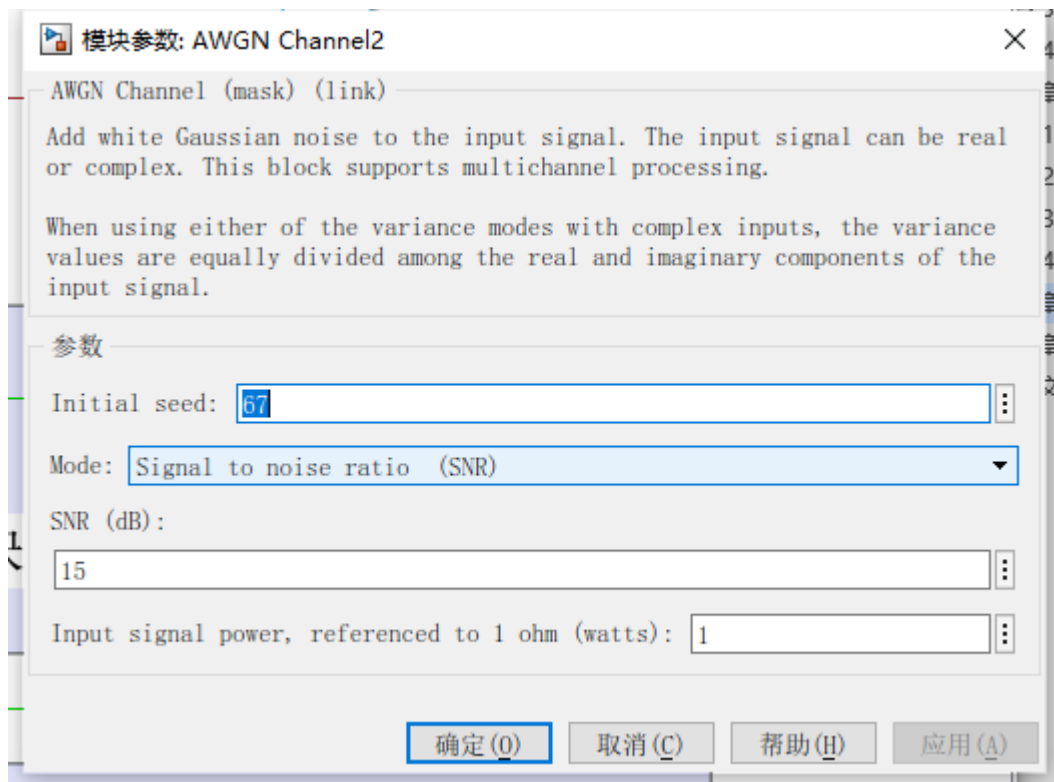 模块参数: AWGN Channel2
AWGN Channel (mask) (link)
Add white Gaussian noise to the input signal. The input signal can be real
or complex. This block supports multichannel processing.
When using either of the variance modes with complex inputs, the variance
values are equally divided among the real and imaginary components of the
input signal.
参数
Initial seed: 67
Mode: Signal to noise ratio (SNR)
SNR (dB):
15
Input signal power, referenced to 1 ohm (watts): 1
确定(O) 取消(C) 帮助(H) 应用(A)